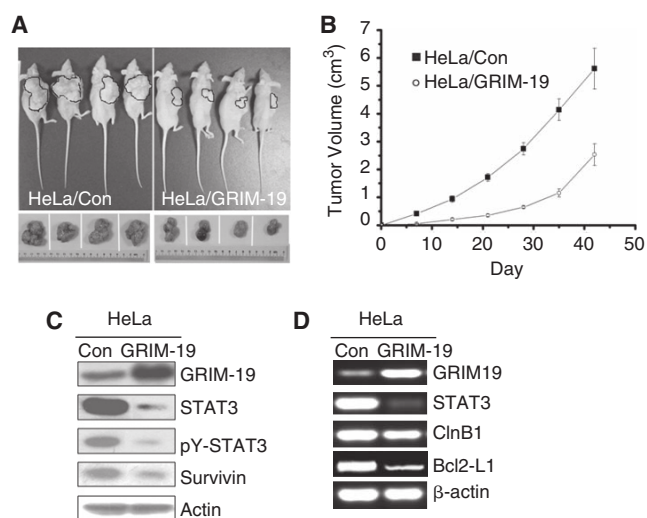 A
HeLa/Con
HeLa/GRIM-19
B
Tumor Volume (cm3)
7
6
5
4
3
2
1
0
HeLa/Con
HeLa/GRIM-19
0
10
20
30
40
50
Day
C
HeLa
Con GRIM-19
GRIM-19
STAT3
pY-STAT3
Survivin
Actin
D
HeLa
Con GRIM-19
GRIM19
STAT3
ClnB1
Bcl2-L1
β-actin